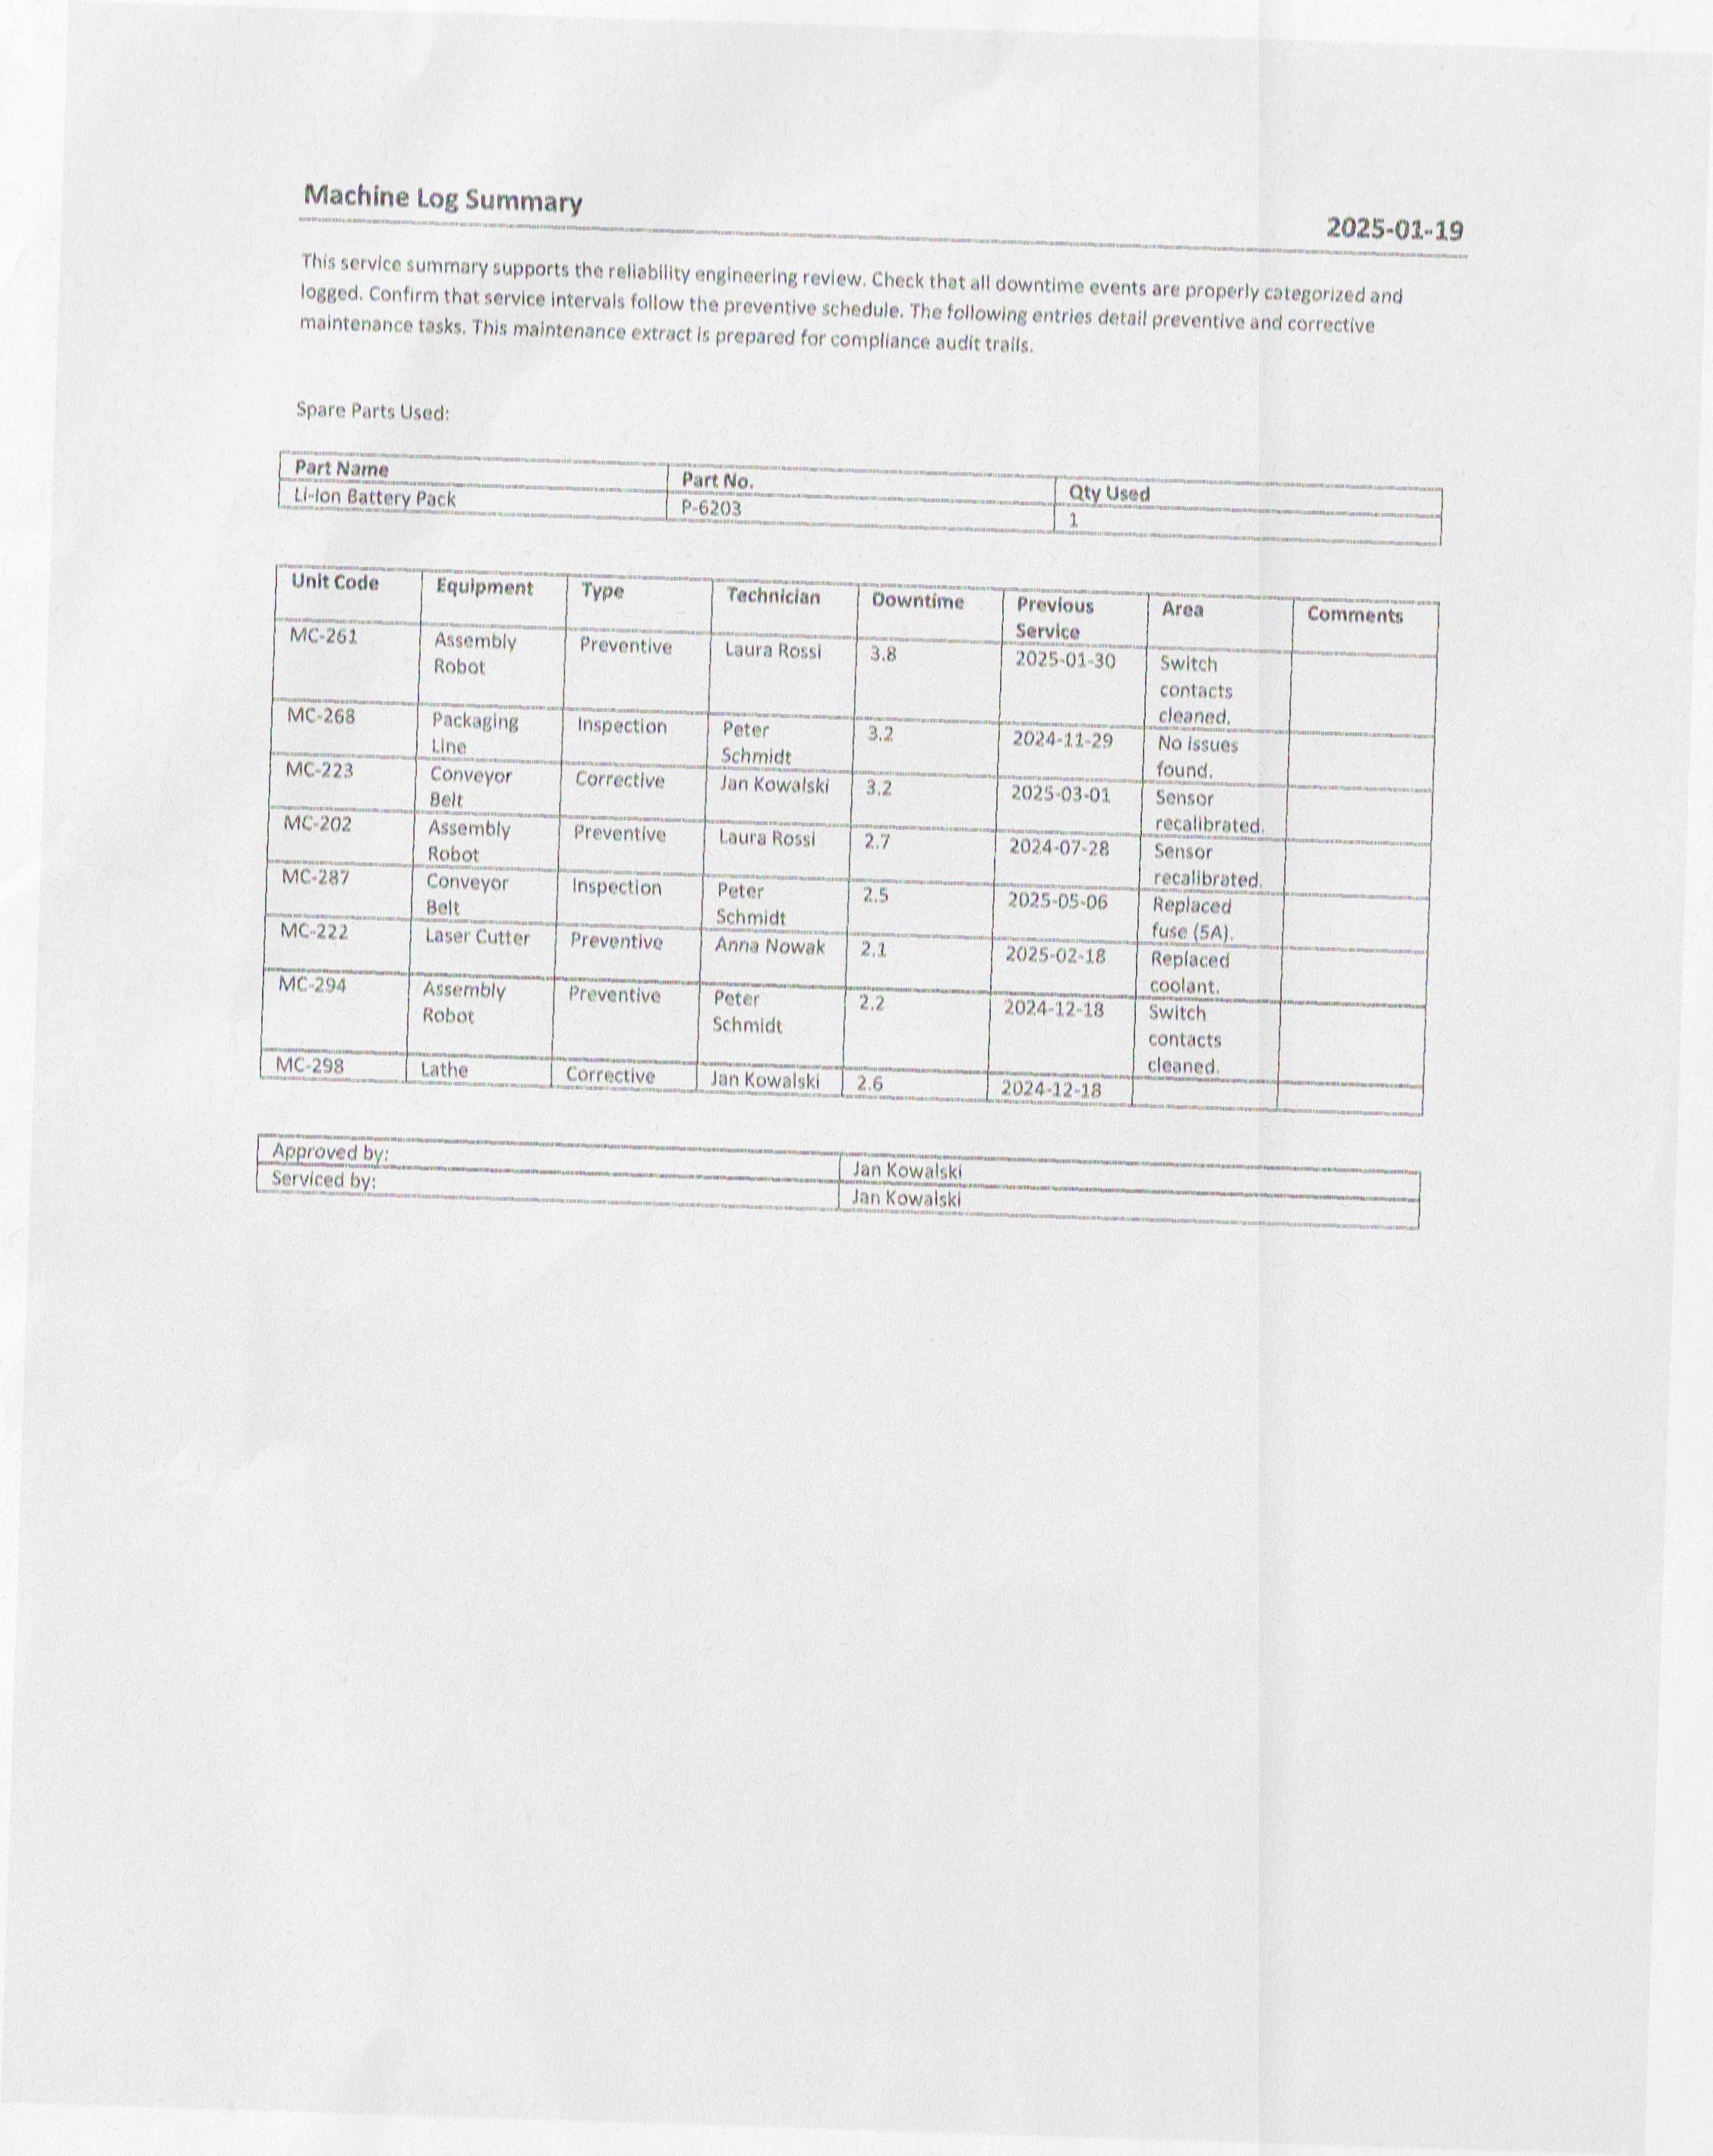 Machine Log Summary
2025-01-19
This service summary supports the reliability engineering review. Check that all downtime events are properly categorized and
logged. Confirm that service intervals follow the preventive schedule. The following entries detail preventive and corrective
maintenance tasks. This maintenance extract is prepared for compliance audit trails.
Spare Parts Used:
Part Name Part No. Qty Used
Li-Ion Battery Pack P-6203 1
Unit Code Equipment Type Technician Downtime Previous Area Comments
Service
MC-261 Assembly Preventive Laura Rossi 3.8 2025-01-30 Switch
Robot contacts
cleaned.
MC-268 Packaging Inspection Peter 3.2 2024-11-29 No issues
Line Schmidt found.
MC-223 Conveyor Corrective Jan Kowalski 3.2 2025-03-01 Sensor
Belt recalibrated.
MC-202 Assembly Preventive Laura Rossi 2.7 2024-07-28 Sensor
Robot recalibrated.
MC-287 Conveyor Inspection Peter 2.5 2025-05-06 Replaced
Belt Schmidt fuse (5A).
MC-222 Laser Cutter Preventive Anna Nowak 2.1 2025-02-18 Replaced
coolant.
MC-294 Assembly Preventive Peter 2.2 2024-12-18 Switch
Robot Schmidt contacts
cleaned.
MC-298 Lathe Corrective Jan Kowalski 2.6 2024-12-18
Approved by: Jan Kowalski
Serviced by: Jan Kowalski